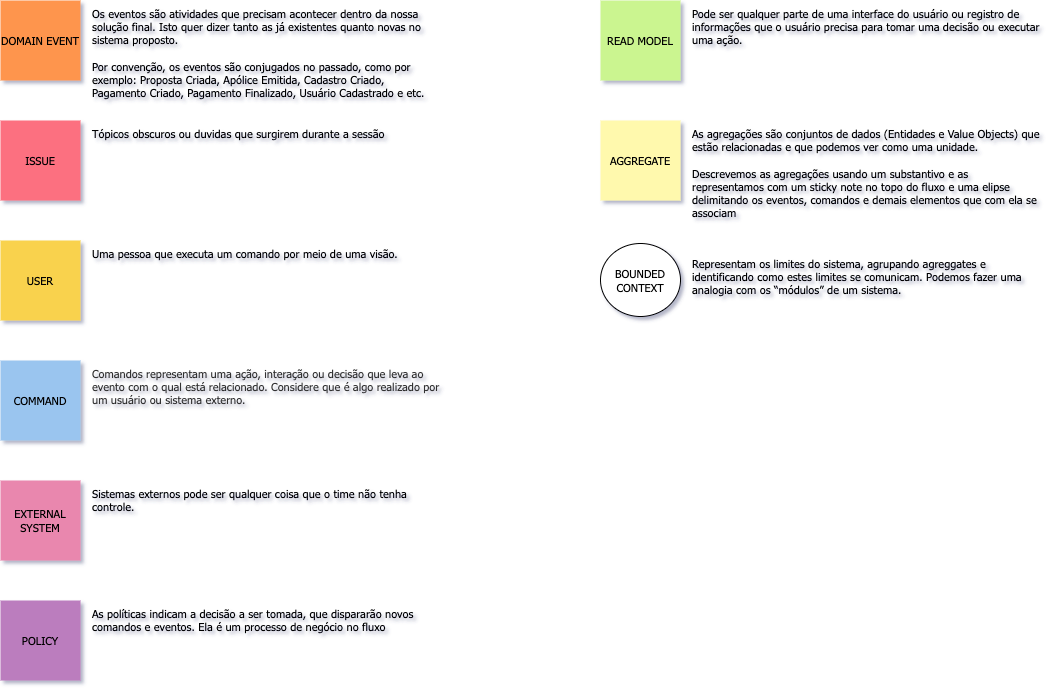 DOMAIN EVENT
Os eventos são atividades que precisam acontecer dentro da nossa
solução final. Isto quer dizer tanto as já existentes quanto novas no
sistema proposto.
Por convenção, os eventos são conjugados no passado, como por
exemplo: Proposta Criada, Apólice Emitida, Cadastro Criado,
Pagamento Criado, Pagamento Finalizado, Usuário Cadastrado e etc.
ISSUE
Tópicos obscuros ou duvidas que surgirem durante a sessão
USER
Uma pessoa que executa um comando por meio de uma visão.
COMMAND
Comandos representam uma ação, interação ou decisão que leva ao
evento com o qual está relacionado. Considere que é algo realizado por
um usuário ou sistema externo.
EXTERNAL
SYSTEM
Sistemas externos pode ser qualquer coisa que o time não tenha
controle.
POLICY
As políticas indicam a decisão a ser tomada, que dispararão novos
comandos e eventos. Ela é um processo de negócio no fluxo
READ MODEL
Pode ser qualquer parte de uma interface do usuário ou registro de
informações que o usuário precisa para tomar uma decisão ou executar
uma ação.
AGGREGATE
As agregações são conjuntos de dados (Entidades e Value Objects) que
estão relacionadas e que podemos ver como uma unidade.
Descrevemos as agregações usando um substantivo e as
representamos com um sticky note no topo do fluxo e uma elipse
delimitando os eventos, comandos e demais elementos que com ela se
associam
BOUNDED
CONTEXT
Representam os limites do sistema, agrupando agreggates e
identificando como estes limites se comunicam. Podemos fazer uma
analogia com os “módulos” de um sistema.